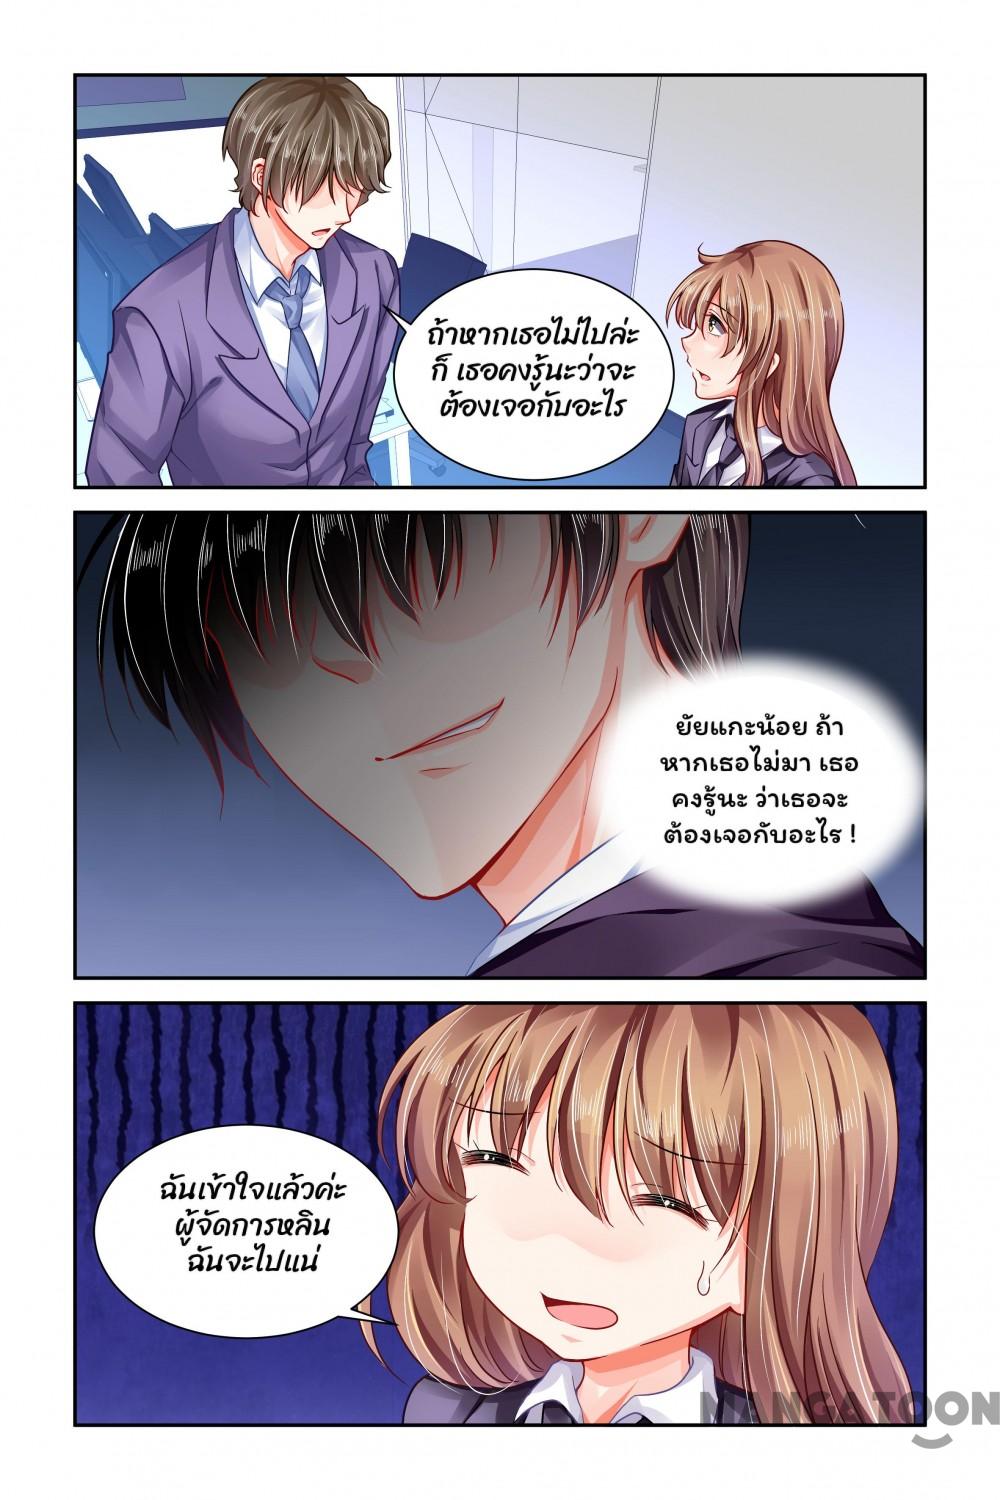 ถ้าหากเธอไม่ไปล่ะ
ก็ เธอคงรู้นะว่าจะ
ต้องเจอกับอะไร
ยัยแกะน้อย ถ้า
หากเธอไม่มา เธอ
คงรู้นะ ว่าเธอจะ
ต้องเจอกับอะไร !
ฉันเข้าใจแล้วค่ะ
ผู้จัดการหลิน
ฉันจะไปแน่
MANGATOON